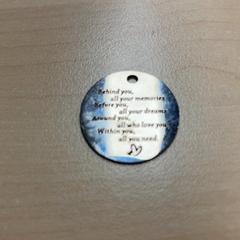 Behind you,
all your memories.
Before you,
all your dreams.
Around you,
all who love you.
Within you,
all you need.